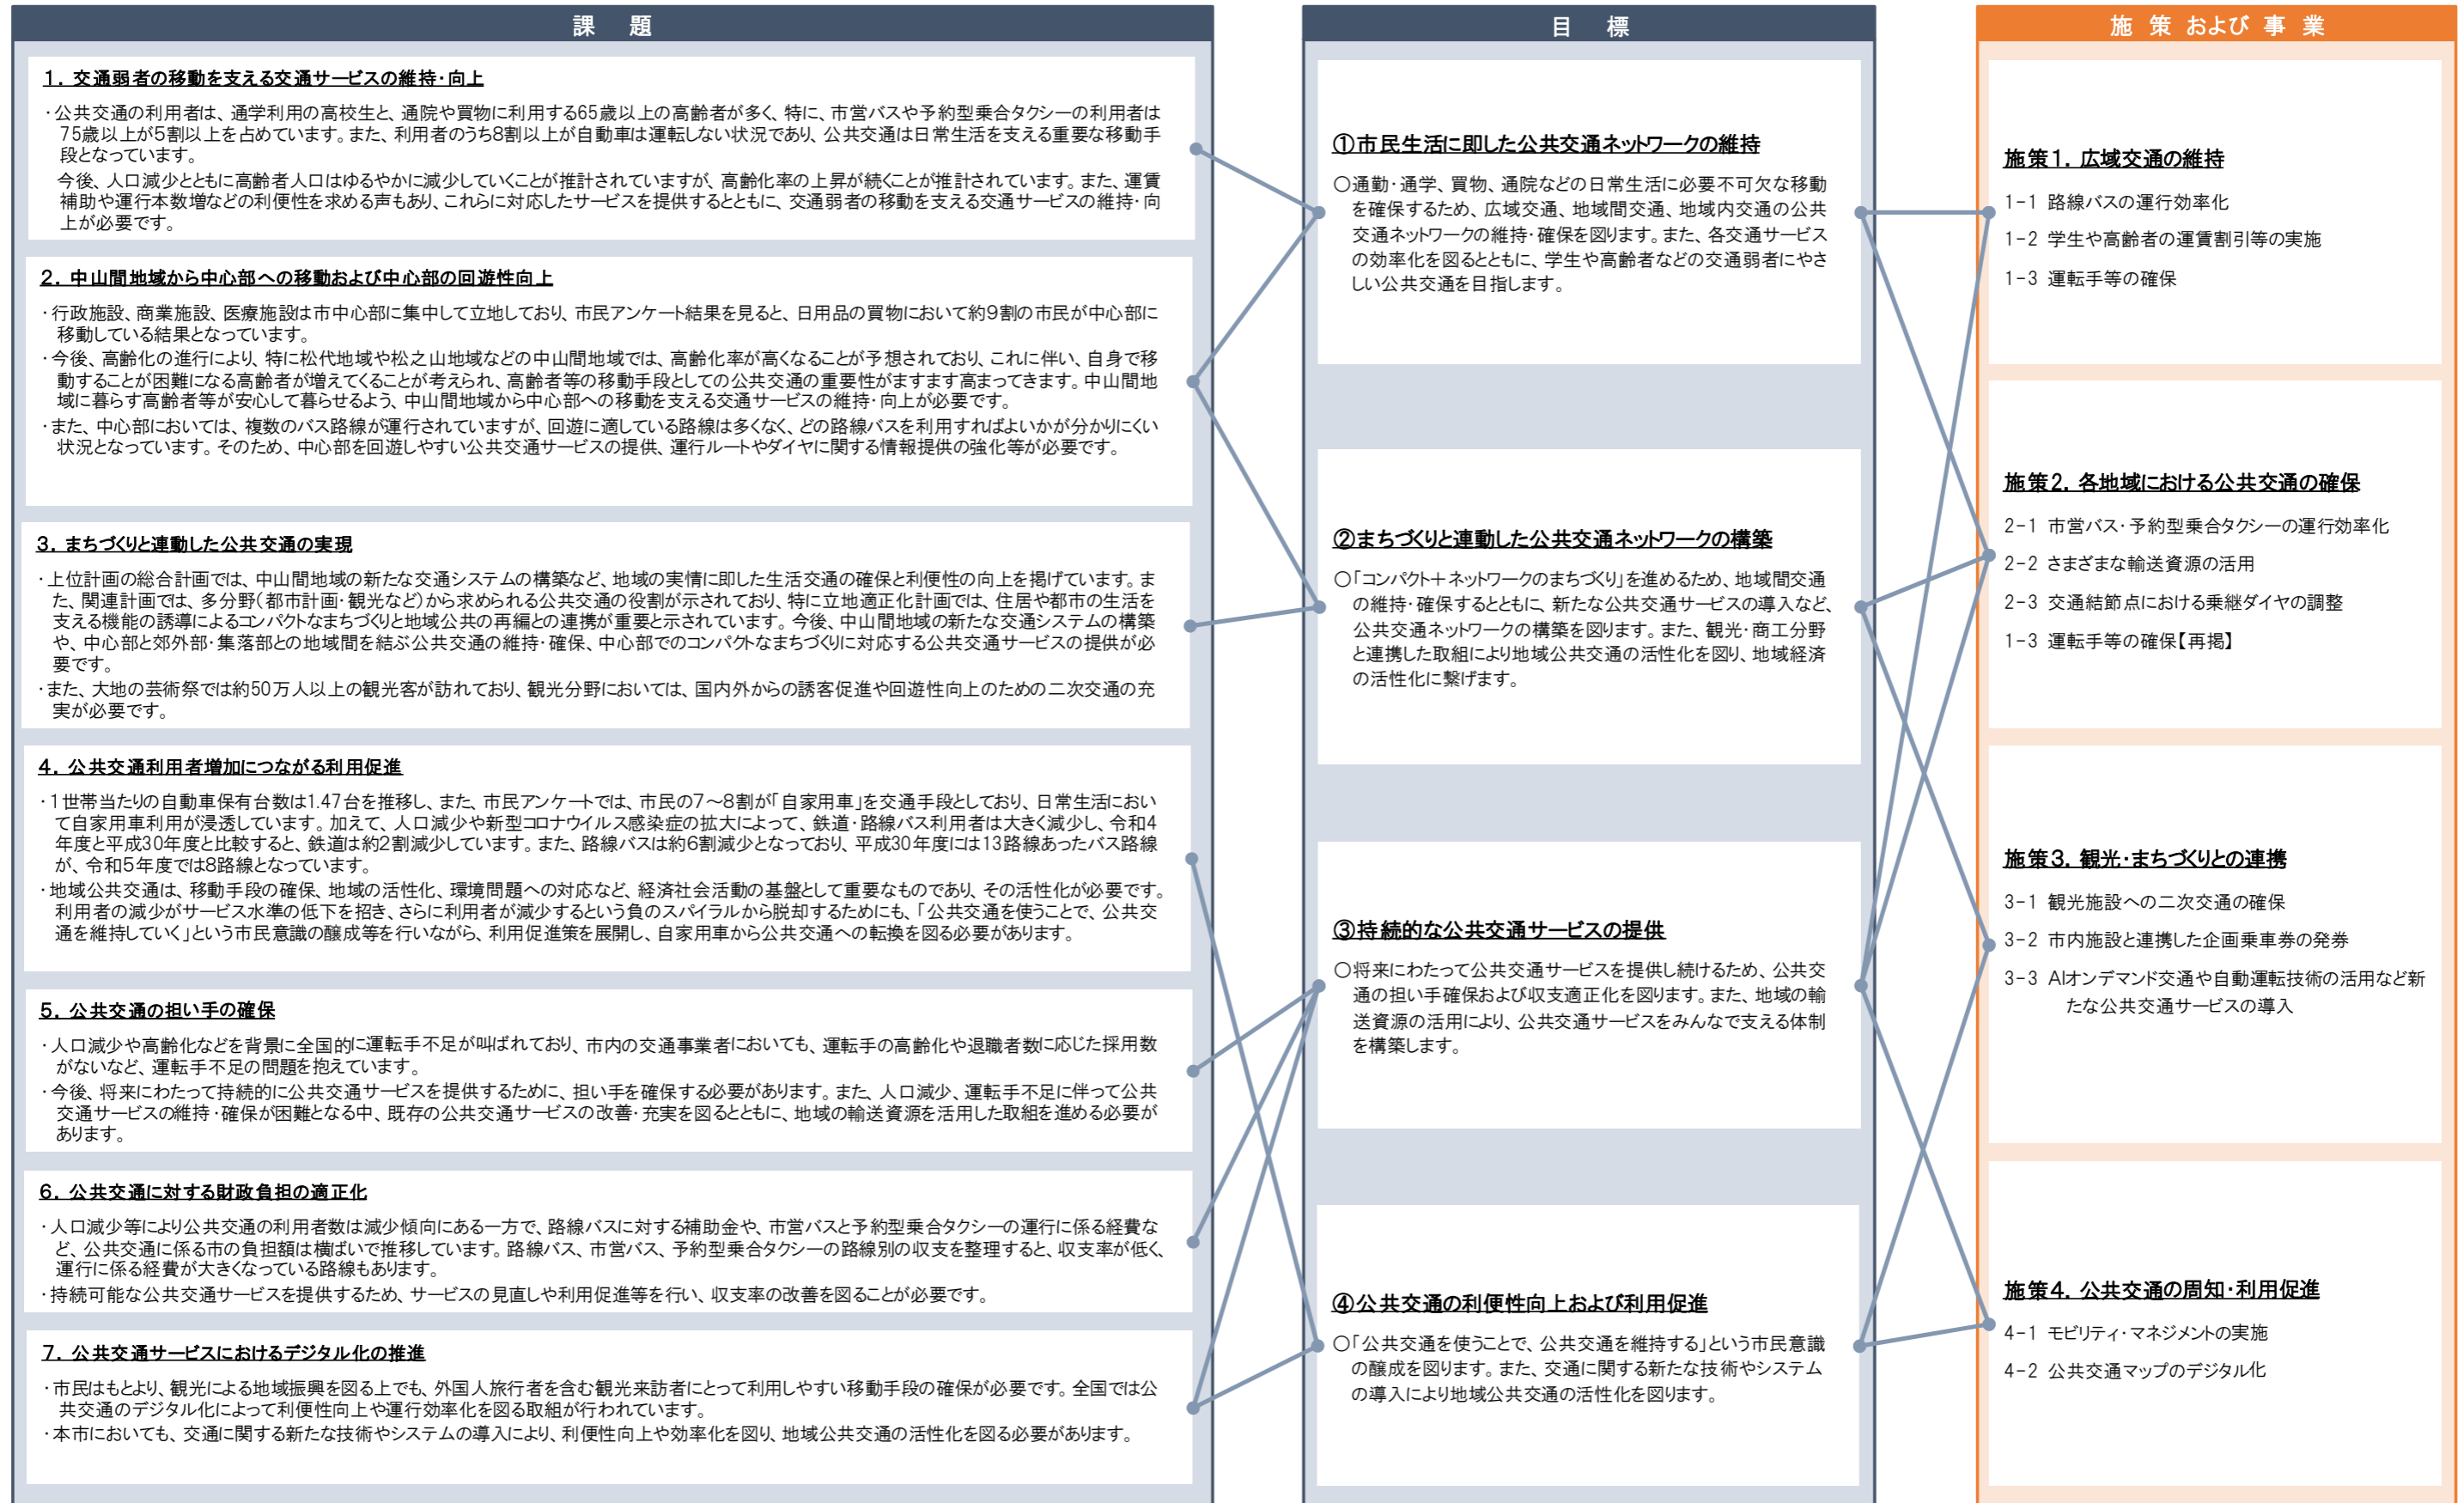 課 題
1．交通弱者の移動を支える交通サービスの維持・向上
・公共交通の利用者は、通学利用の高校生と、通院や買物に利用する65歳以上の高齢者が多く、特に、市営バスや予約型乗合タクシーの利用者は
75歳以上が5割以上を占めています。また、利用者のうち8割以上が自動車は運転しない状況であり、公共交通は日常生活を支える重要な移動手
段となっています。
今後、人口減少とともに高齢者人口はゆるやかに減少していくことが推計されていますが、高齢化率の上昇が続くことが推計されています。また、運賃
補助や運行本数増などの利便性を求める声もあり、これらに対応したサービスを提供するとともに、交通弱者の移動を支える交通サービスの維持・向
上が必要です。
2．中山間地域から中心部への移動および中心部の回遊性向上
・行政施設、商業施設、医療施設は市中心部に集中して立地しており、市民アンケート結果を見ると、日用品の買物において約9割の市民が中心部に
移動している結果となっています。
・今後、高齢化の進行により、特に松代地域や松之山地域などの中山間地域では、高齢化率が高くなることが予想されており、これに伴い、自身で移
動することが困難になる高齢者が増えてくることが考えられ、高齢者等の移動手段としての公共交通の重要性がますます高まってきます。中山間地
域に暮らす高齢者等が安心して暮らせるよう、中山間地域から中心部への移動を支える交通サービスの維持・向上が必要です。
・また、中心部においては、複数のバス路線が運行されていますが、回遊に適している路線は多くなく、どの路線バスを利用すればよいかが分かりにくい
状況となっています。そのため、中心部を回遊しやすい公共交通サービスの提供、運行ルートやダイヤに関する情報提供の強化等が必要です。
3．まちづくりと連動した公共交通の実現
・上位計画の総合計画では、中山間地域の新たな交通システムの構築など、地域の実情に即した生活交通の確保と利便性の向上を掲げています。ま
た、関連計画では、多分野（都市計画・観光など）から求められる公共交通の役割が示されており、特に立地適正化計画では、住居や都市の生活を
支える機能の誘導によるコンパクトなまちづくりと地域公共の再編との連携が重要と示されています。今後、中山間地域の新たな交通システムの構築
や、中心部と郊外部・集落部との地域間を結ぶ公共交通の維持・確保、中心部でのコンパクトなまちづくりに対応する公共交通サービスの提供が必
要です。
・また、大地の芸術祭では約50万人以上の観光客が訪れており、観光分野においては、国内外からの誘客促進や回遊性向上のための二次交通の充
実が必要です。
4．公共交通利用者増加につながる利用促進
・1世帯当たりの自動車保有台数は1.47台を推移し、また、市民アンケートでは、市民の7～8割が「自家用車」を交通手段としており、日常生活におい
て自家用車利用が浸透しています。加えて、人口減少や新型コロナウイルス感染症の拡大によって、鉄道・路線バス利用者は大きく減少し、令和4
年度と平成30年度と比較すると、鉄道は約2割減少しています。また、路線バスは約6割減少となっており、平成30年度には13路線あったバス路線
が、令和5年度では8路線となっています。
・地域公共交通は、移動手段の確保、地域の活性化、環境問題への対応など、経済社会活動の基盤として重要なものであり、その活性化が必要です。
利用者の減少がサービス水準の低下を招き、さらに利用者が減少するという負のスパイラルから脱却するためにも、「公共交通を使うことで、公共交
通を維持していく」という市民意識の醸成等を行いながら、利用促進策を展開し、自家用車から公共交通への転換を図る必要があります。
5．公共交通の担い手の確保
・人口減少や高齢化などを背景に全国的に運転手不足が叫ばれており、市内の交通事業者においても、運転手の高齢化や退職者数に応じた採用数
がないなど、運転手不足の問題を抱えています。
・今後、将来にわたって持続的に公共交通サービスを提供するために、担い手を確保する必要があります。また、人口減少、運転手不足に伴って公共
交通サービスの維持・確保が困難となる中、既存の公共交通サービスの改善・充実を図るとともに、地域の輸送資源を活用した取組を進める必要が
あります。
6．公共交通に対する財政負担の適正化
・人口減少等により公共交通の利用者数は減少傾向にある一方で、路線バスに対する補助金や、市営バスと予約型乗合タクシーの運行に係る経費な
ど、公共交通に係る市の負担額は横ばいで推移しています。路線バス、市営バス、予約型乗合タクシーの路線別の収支を整理すると、収支率が低く、
運行に係る経費が大きくなっている路線もあります。
・持続可能な公共交通サービスを提供するため、サービスの見直しや利用促進等を行い、収支率の改善を図ることが必要です。
7．公共交通サービスにおけるデジタル化の推進
・市民はもとより、観光による地域振興を図る上でも、外国人旅行者を含む観光来訪者にとって利用しやすい移動手段の確保が必要です。全国では公
共交通のデジタル化によって利便性向上や運行効率化を図る取組が行われています。
・本市においても、交通に関する新たな技術やシステムの導入により、利便性向上や効率化を図り、地域公共交通の活性化を図る必要があります。
目 標
①市民生活に即した公共交通ネットワークの維持
○通勤・通学、買物、通院などの日常生活に必要不可欠な移動
を確保するため、広域交通、地域間交通、地域内交通の公共
交通ネットワークの維持・確保を図ります。また、各交通サービス
の効率化を図るとともに、学生や高齢者などの交通弱者にやさ
しい公共交通を目指します。
②まちづくりと連動した公共交通ネットワークの構築
○「コンパクト＋ネットワークのまちづくり」を進めるため、地域間交通
の維持・確保するとともに、新たな公共交通サービスの導入など、
公共交通ネットワークの構築を図ります。また、観光・商工分野
と連携した取組により地域公共交通の活性化を図り、地域経済
の活性化に繋げます。
③持続的な公共交通サービスの提供
○将来にわたって公共交通サービスを提供し続けるため、公共交
通の担い手確保および収支適正化を図ります。また、地域の輸
送資源の活用により、公共交通サービスをみんなで支える体制
を構築します。
④公共交通の利便性向上および利用促進
○「公共交通を使うことで、公共交通を維持する」という市民意識
の醸成を図ります。また、交通に関する新たな技術やシステム
の導入により地域公共交通の活性化を図ります。
施 策 および 事 業
施策1．広域交通の維持
1-1 路線バスの運行効率化
1-2 学生や高齢者の運賃割引等の実施
1-3 運転手等の確保
施策2．各地域における公共交通の確保
2-1 市営バス・予約型乗合タクシーの運行効率化
2-2 さまざまな輸送資源の活用
2-3 交通結節点における乗継ダイヤの調整
1-3 運転手等の確保【再掲】
施策3．観光・まちづくりとの連携
3-1 観光施設への二次交通の確保
3-2 市内施設と連携した企画乗車券の発券
3-3 AIオンデマンド交通や自動運転技術の活用など新
たな公共交通サービスの導入
施策4．公共交通の周知・利用促進
4-1 モビリティ・マネジメントの実施
4-2 公共交通マップのデジタル化